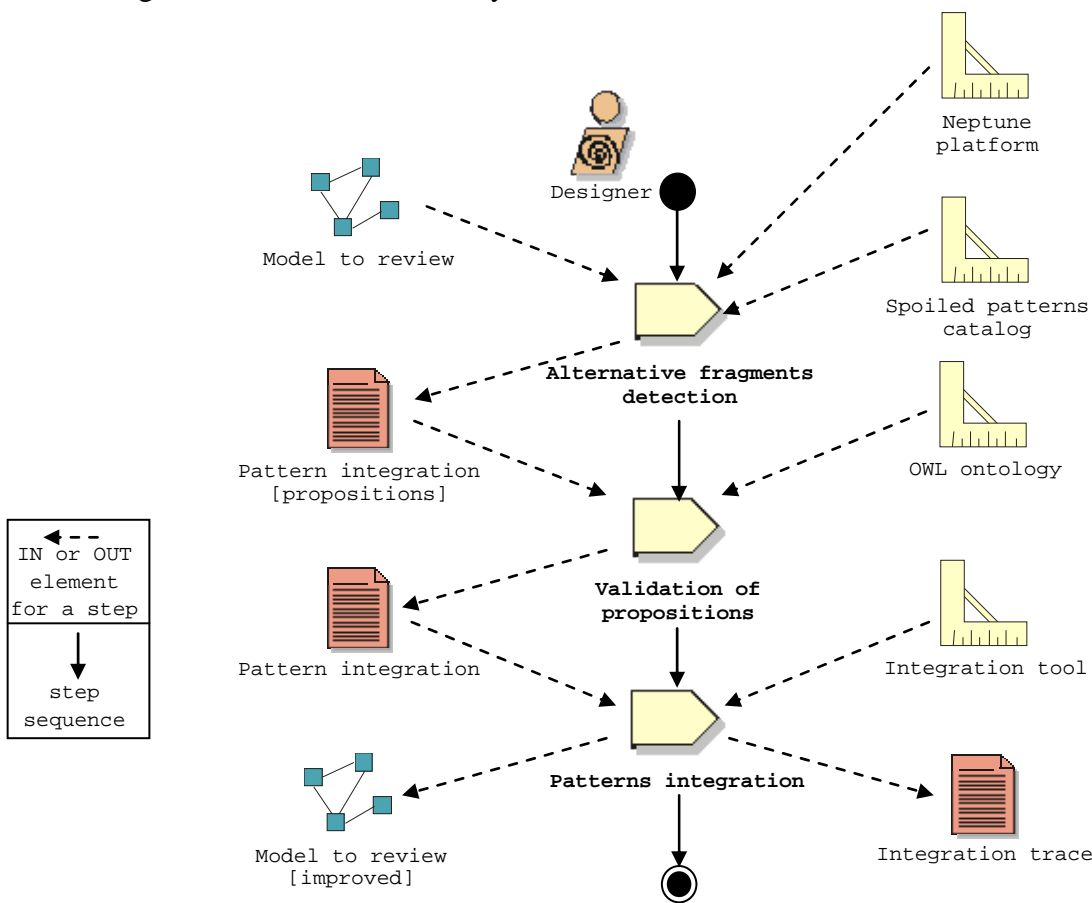 Neptune
platform
Designer
Model to review
Spoiled patterns
catalog
Alternative fragments
detection
Pattern integration
[propositions]
OWL ontology
IN or OUT
element
for a step
Validation of
propositions
Pattern integration
Integration tool
step
sequence
Patterns integration
Model to review
[improved]
Integration trace